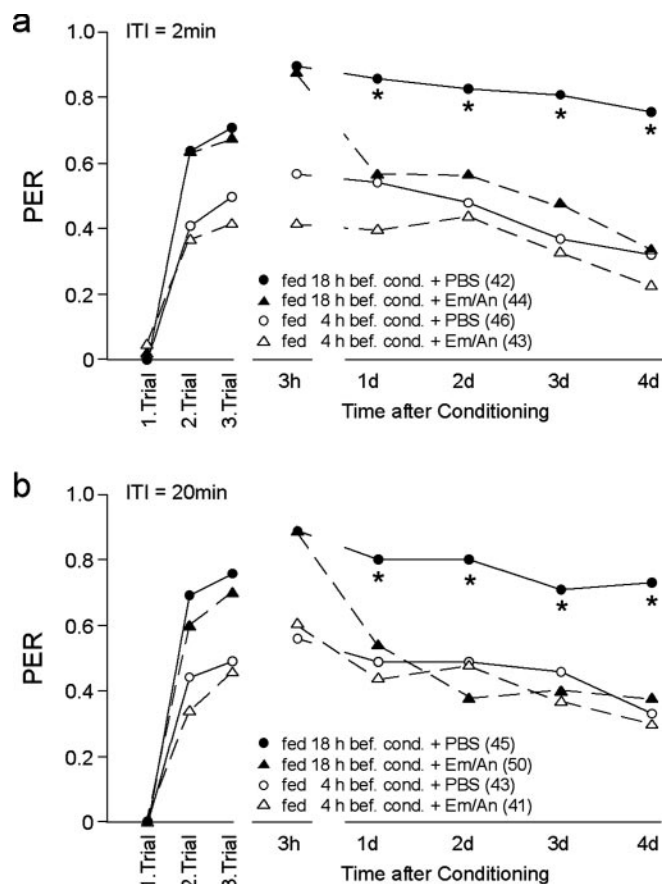 a
ITI = 2min
1.0
0.8
0.6
0.4
0.2
0
PER
* * * *
fed 18 h bef. cond. + PBS (42)
fed 18 h bef. cond. + Em/An (44)
fed 4 h bef. cond. + PBS (46)
fed 4 h bef. cond. + Em/An (43)
1.Trial 2.Trial 3.Trial 3h 1d 2d 3d 4d
Time after Conditioning
b
ITI = 20min
1.0
0.8
0.6
0.4
0.2
0
PER
* * * *
fed 18 h bef. cond. + PBS (45)
fed 18 h bef. cond. + Em/An (50)
fed 4 h bef. cond. + PBS (43)
fed 4 h bef. cond. + Em/An (41)
1.Trial 2.Trial 3.Trial 3h 1d 2d 3d 4d
Time after Conditioning